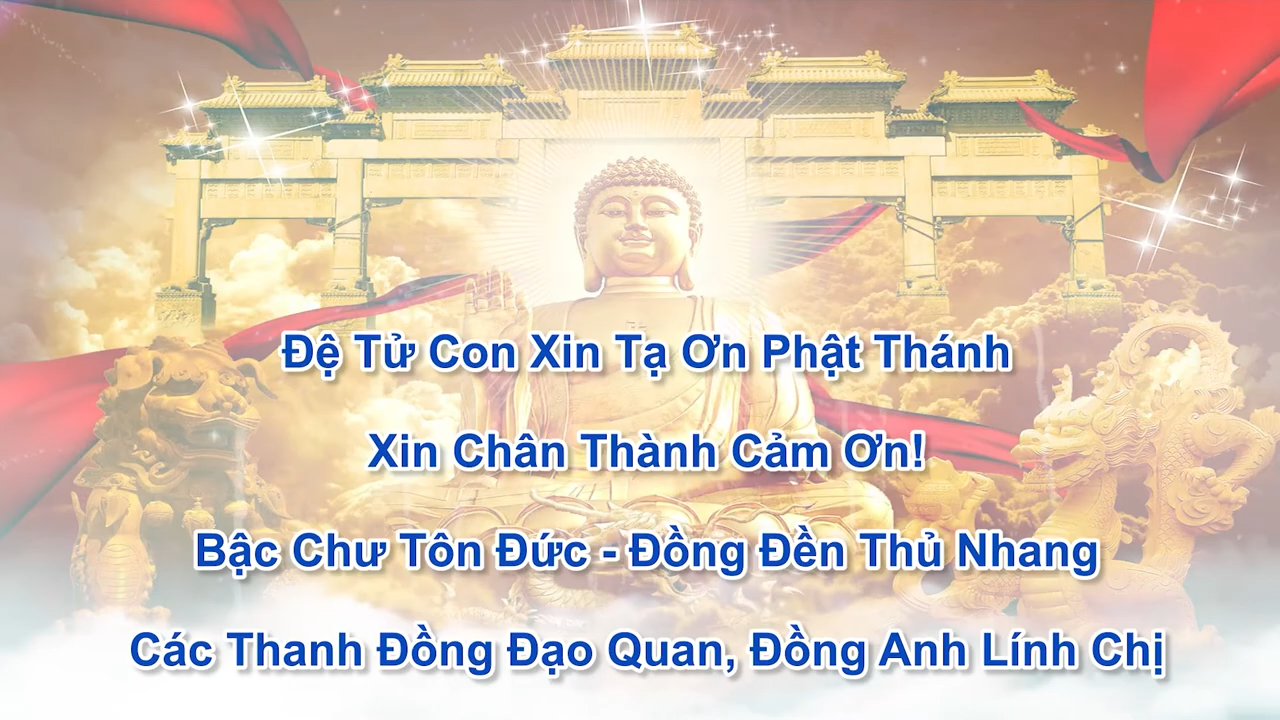 Đệ Tử Con Xin Tạ Ơn Phật Thánh
Xin Chân Thành Cảm Ơn!
Bậc Chư Tôn Đức - Đồng Đền Thủ Nhang
Các Thanh Đồng Đạo Quan, Đồng Anh Lính Chị